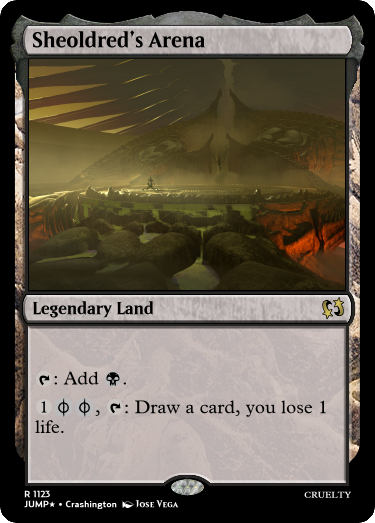 Sheoldred's Arena
Legendary Land
: Add .
1 , : Draw a card, you lose 1
life.
R 1123
JUMP★ • Crashington Jose Vega
CRUELTY